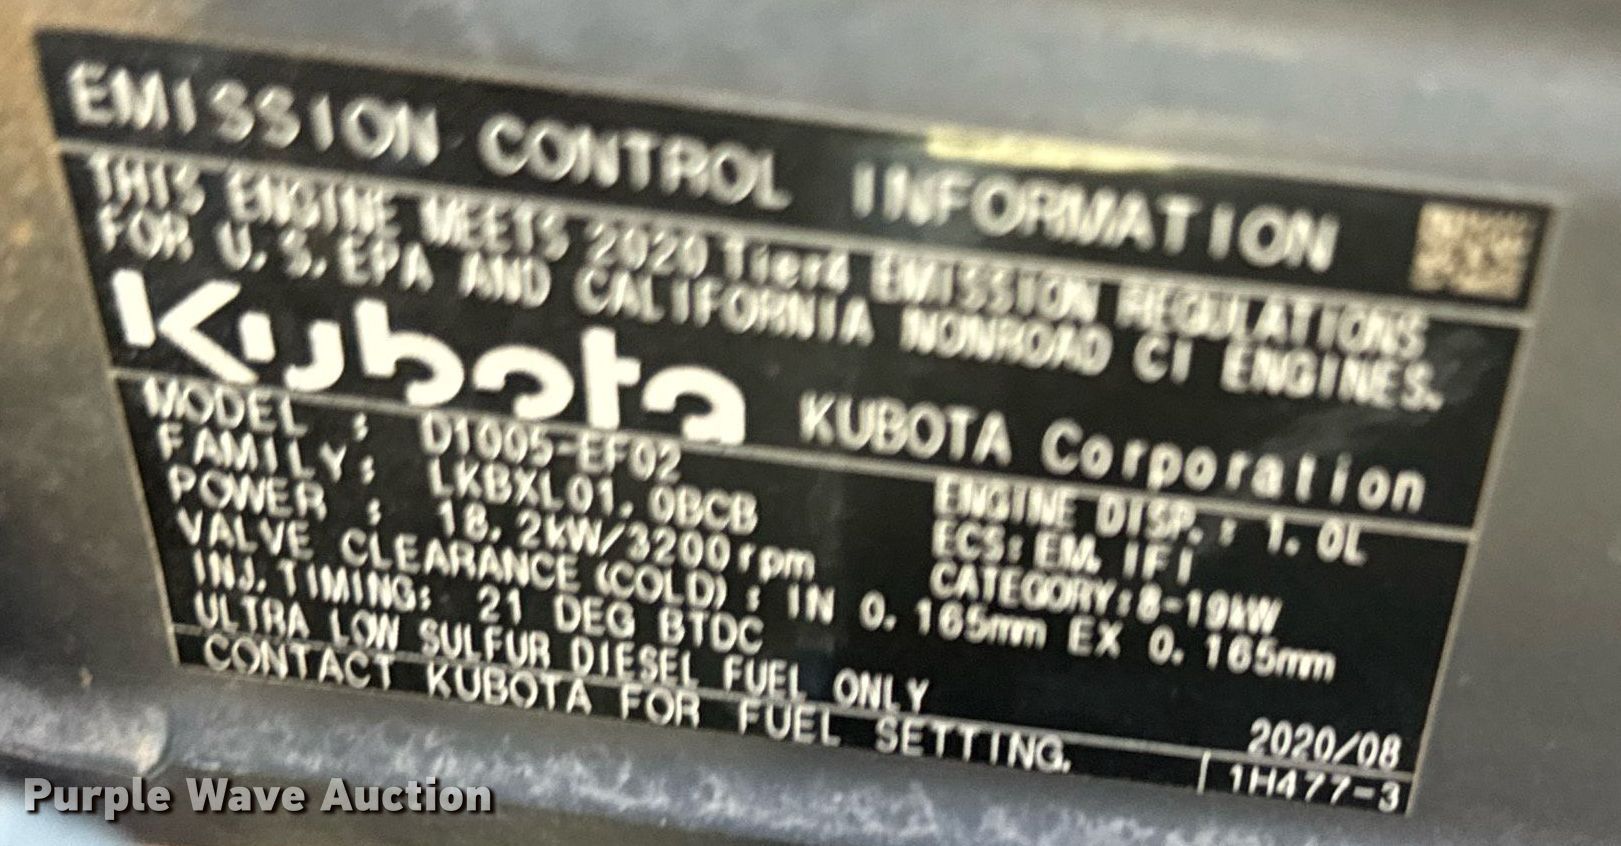 EMISSION CONTROL INFORMATION
THIS ENGINE MEETS 2020 Tier4 EMISSION REGULATIONS
FOR U.S. EPA AND CALIFORNIA NONROAD CI ENGINES.
Kubota KUBOTA Corporation
MODEL : D1005-EF02 ENGINE DISP. : 1.0L
FAMILY: LKBXL01.0BCB ECS: EM, IFI
POWER : 18.2kW/3200rpm CATEGORY:8-19kW
VALVE CLEARANCE (COLD) : IN 0.165mm EX 0.165mm
INJ. TIMING: 21 DEG BTDC
ULTRA LOW SULFUR DIESEL FUEL ONLY 2020/08
CONTACT KUBOTA FOR FUEL SETTING. 1H477-3
Purple Wave Auction